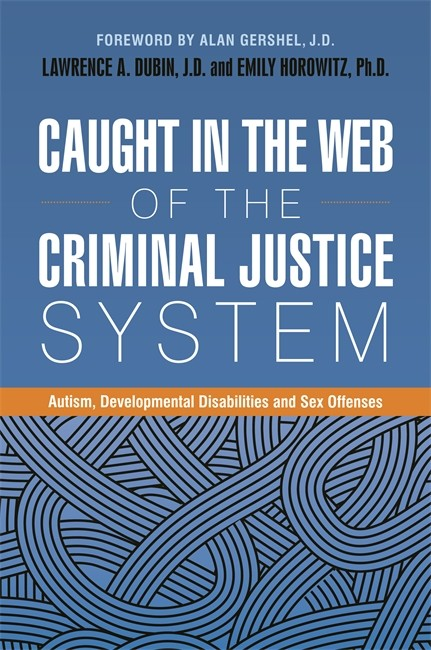 FOREWORD BY ALAN GERSHEL, J.D.
LAWRENCE A. DUBIN, J.D. and EMILY HOROWITZ, Ph.D.
CAUGHT IN THE WEB
OF THE
CRIMINAL JUSTICE
SYSTEM
Autism, Developmental Disabilities and Sex Offenses